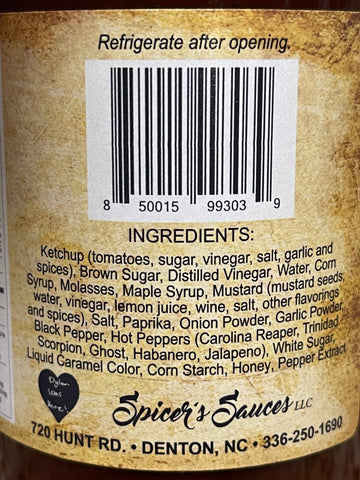 Refrigerate after opening.
8 50015 99303 9
INGREDIENTS:
Ketchup (tomatoes, sugar, vinegar, salt, garlic and
spices), Brown Sugar, Distilled Vinegar, Water, Corn
Syrup, Molasses, Maple Syrup, Mustard (mustard seeds,
water, vinegar, lemon juice, wine, salt, other flavorings
and spices), Salt, Paprika, Onion Powder, Garlic Powder,
Black Pepper, Hot Peppers (Carolina Reaper, Trinidad
Scorpion, Ghost, Habanero, Jalapeno), White Sugar,
Liquid Caramel Color, Corn Starch, Honey, Pepper Extract
Dylan
Was
Here!
Spicer's Sauces LLC
720 HUNT RD. • DENTON, NC • 336-250-1690